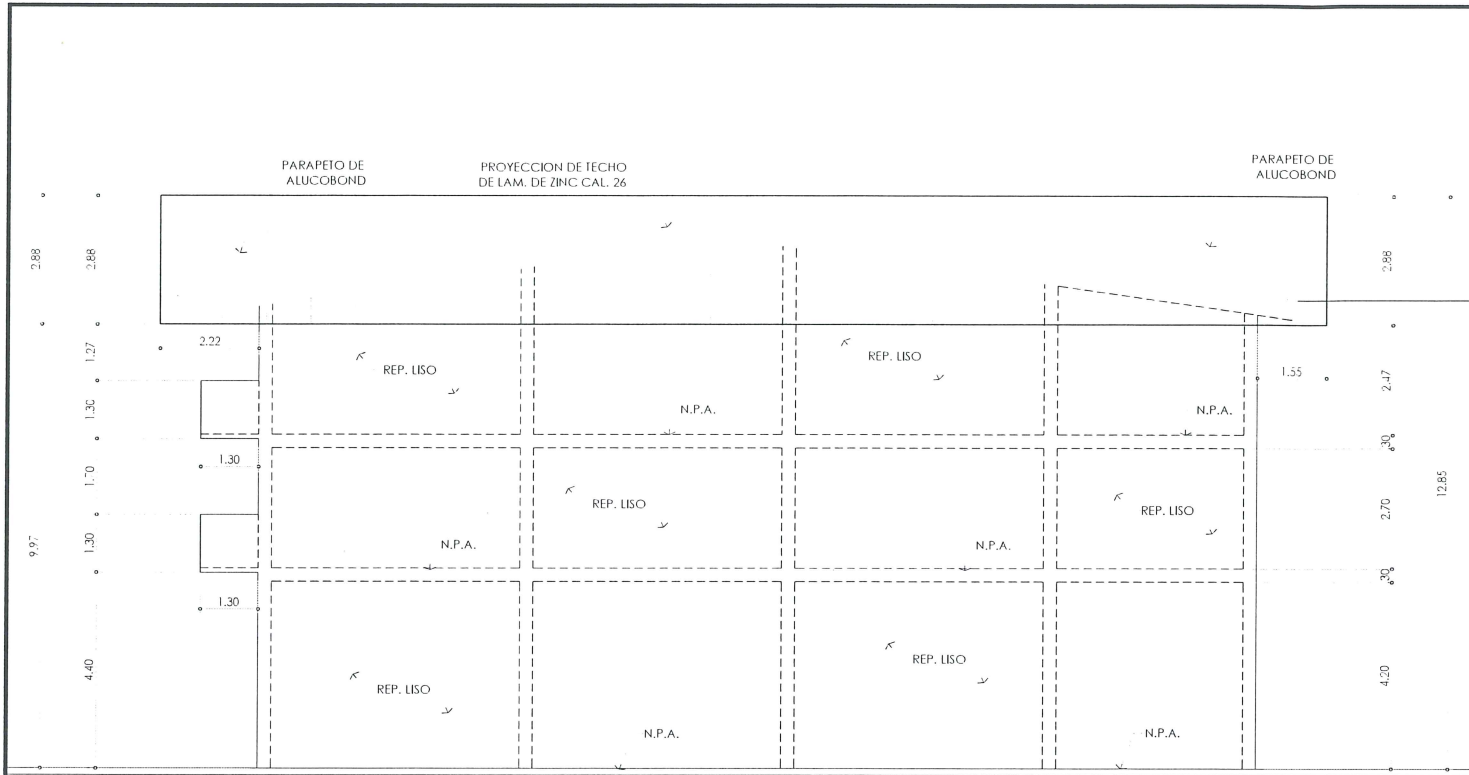 PARAPETO DE
ALUCOBOND
PROYECCION DE TECHO
DE LAM. DE ZINC CAL. 26
PARAPETO DE
ALUCOBOND
2.88
2.88
2.88
2.22
1.27
REP. LISO
REP. LISO
1.55
2.47
1.30
N.P.A.
N.P.A.
.30
1.30
1.70
REP. LISO
REP. LISO
2.70
12.85
9.97
1.30
N.P.A.
N.P.A.
.30
1.30
4.40
REP. LISO
REP. LISO
4.20
N.P.A.
N.P.A.